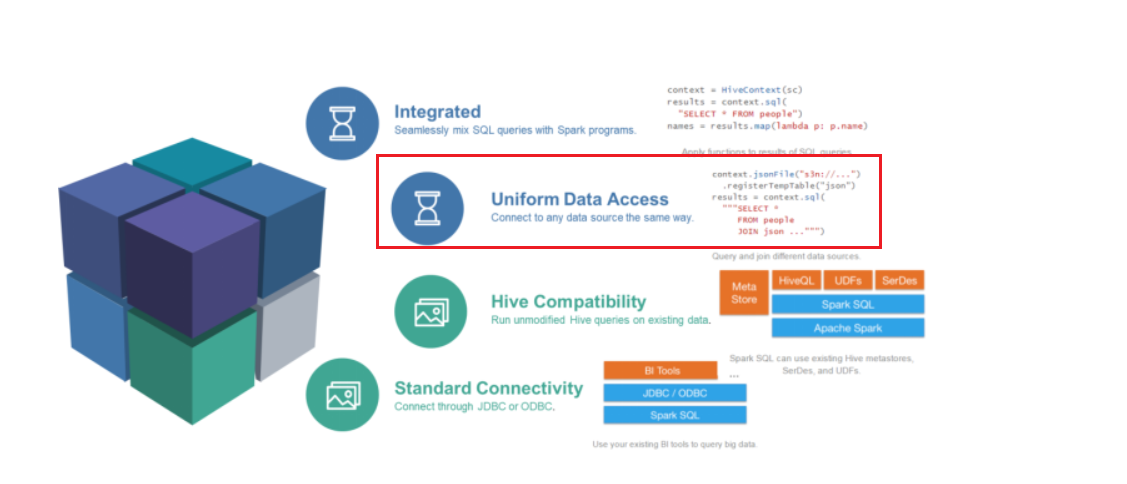 Integrated
Seamlessly mix SQL queries with Spark programs.
context = HiveContext(sc)
results = context.sql(
"SELECT * FROM people")
names = results.map(lambda p: p.name)
Apply functions to results of SQL queries.
Uniform Data Access
Connect to any data source the same way.
context.jsonFile("s3n://...")
.registerTempTable("json")
results = context.sql(
"""SELECT *
FROM people
JOIN json ...""")
Query and join different data sources.
Hive Compatibility
Run unmodified Hive queries on existing data.
Meta
Store
HiveQL
UDFs
SerDes
Spark SQL
Apache Spark
Spark SQL can use existing Hive metastores,
SerDes, and UDFs.
Standard Connectivity
Connect through JDBC or ODBC.
BI Tools
...
JDBC / ODBC
Spark SQL
Use your existing BI tools to query big data.